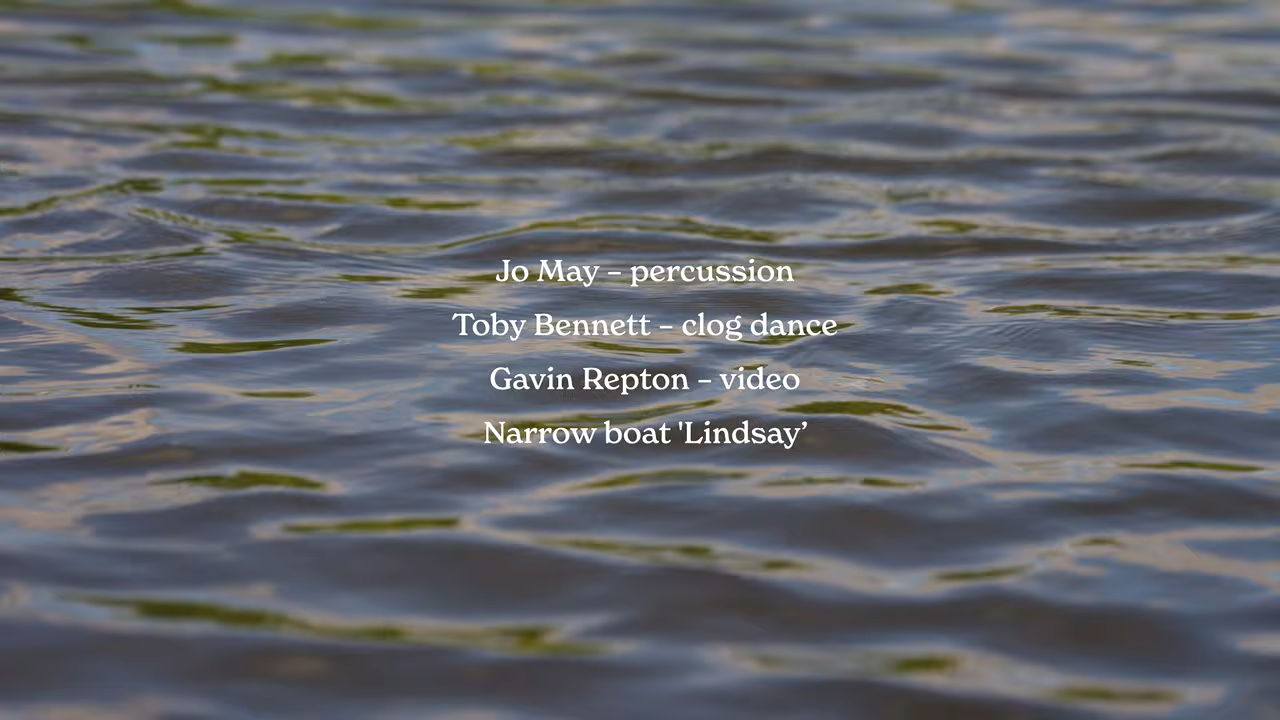 Jo May – percussion
Toby Bennett – clog dance
Gavin Repton – video
Narrow boat 'Lindsay’